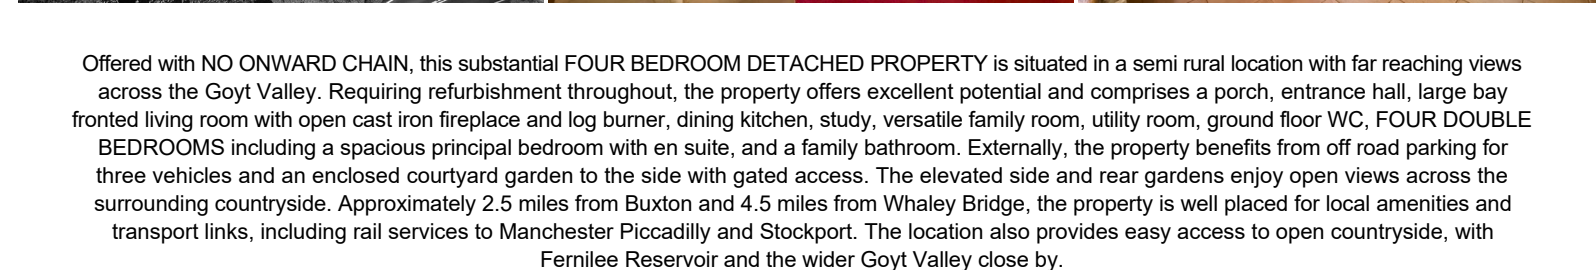 Offered with NO ONWARD CHAIN, this substantial FOUR BEDROOM DETACHED PROPERTY is situated in a semi rural location with far reaching views
across the Goyt Valley. Requiring refurbishment throughout, the property offers excellent potential and comprises a porch, entrance hall, large bay
fronted living room with open cast iron fireplace and log burner, dining kitchen, study, versatile family room, utility room, ground floor WC, FOUR DOUBLE
BEDROOMS including a spacious principal bedroom with en suite, and a family bathroom. Externally, the property benefits from off road parking for
three vehicles and an enclosed courtyard garden to the side with gated access. The elevated side and rear gardens enjoy open views across the
surrounding countryside. Approximately 2.5 miles from Buxton and 4.5 miles from Whaley Bridge, the property is well placed for local amenities and
transport links, including rail services to Manchester Piccadilly and Stockport. The location also provides easy access to open countryside, with
Fernilee Reservoir and the wider Goyt Valley close by.